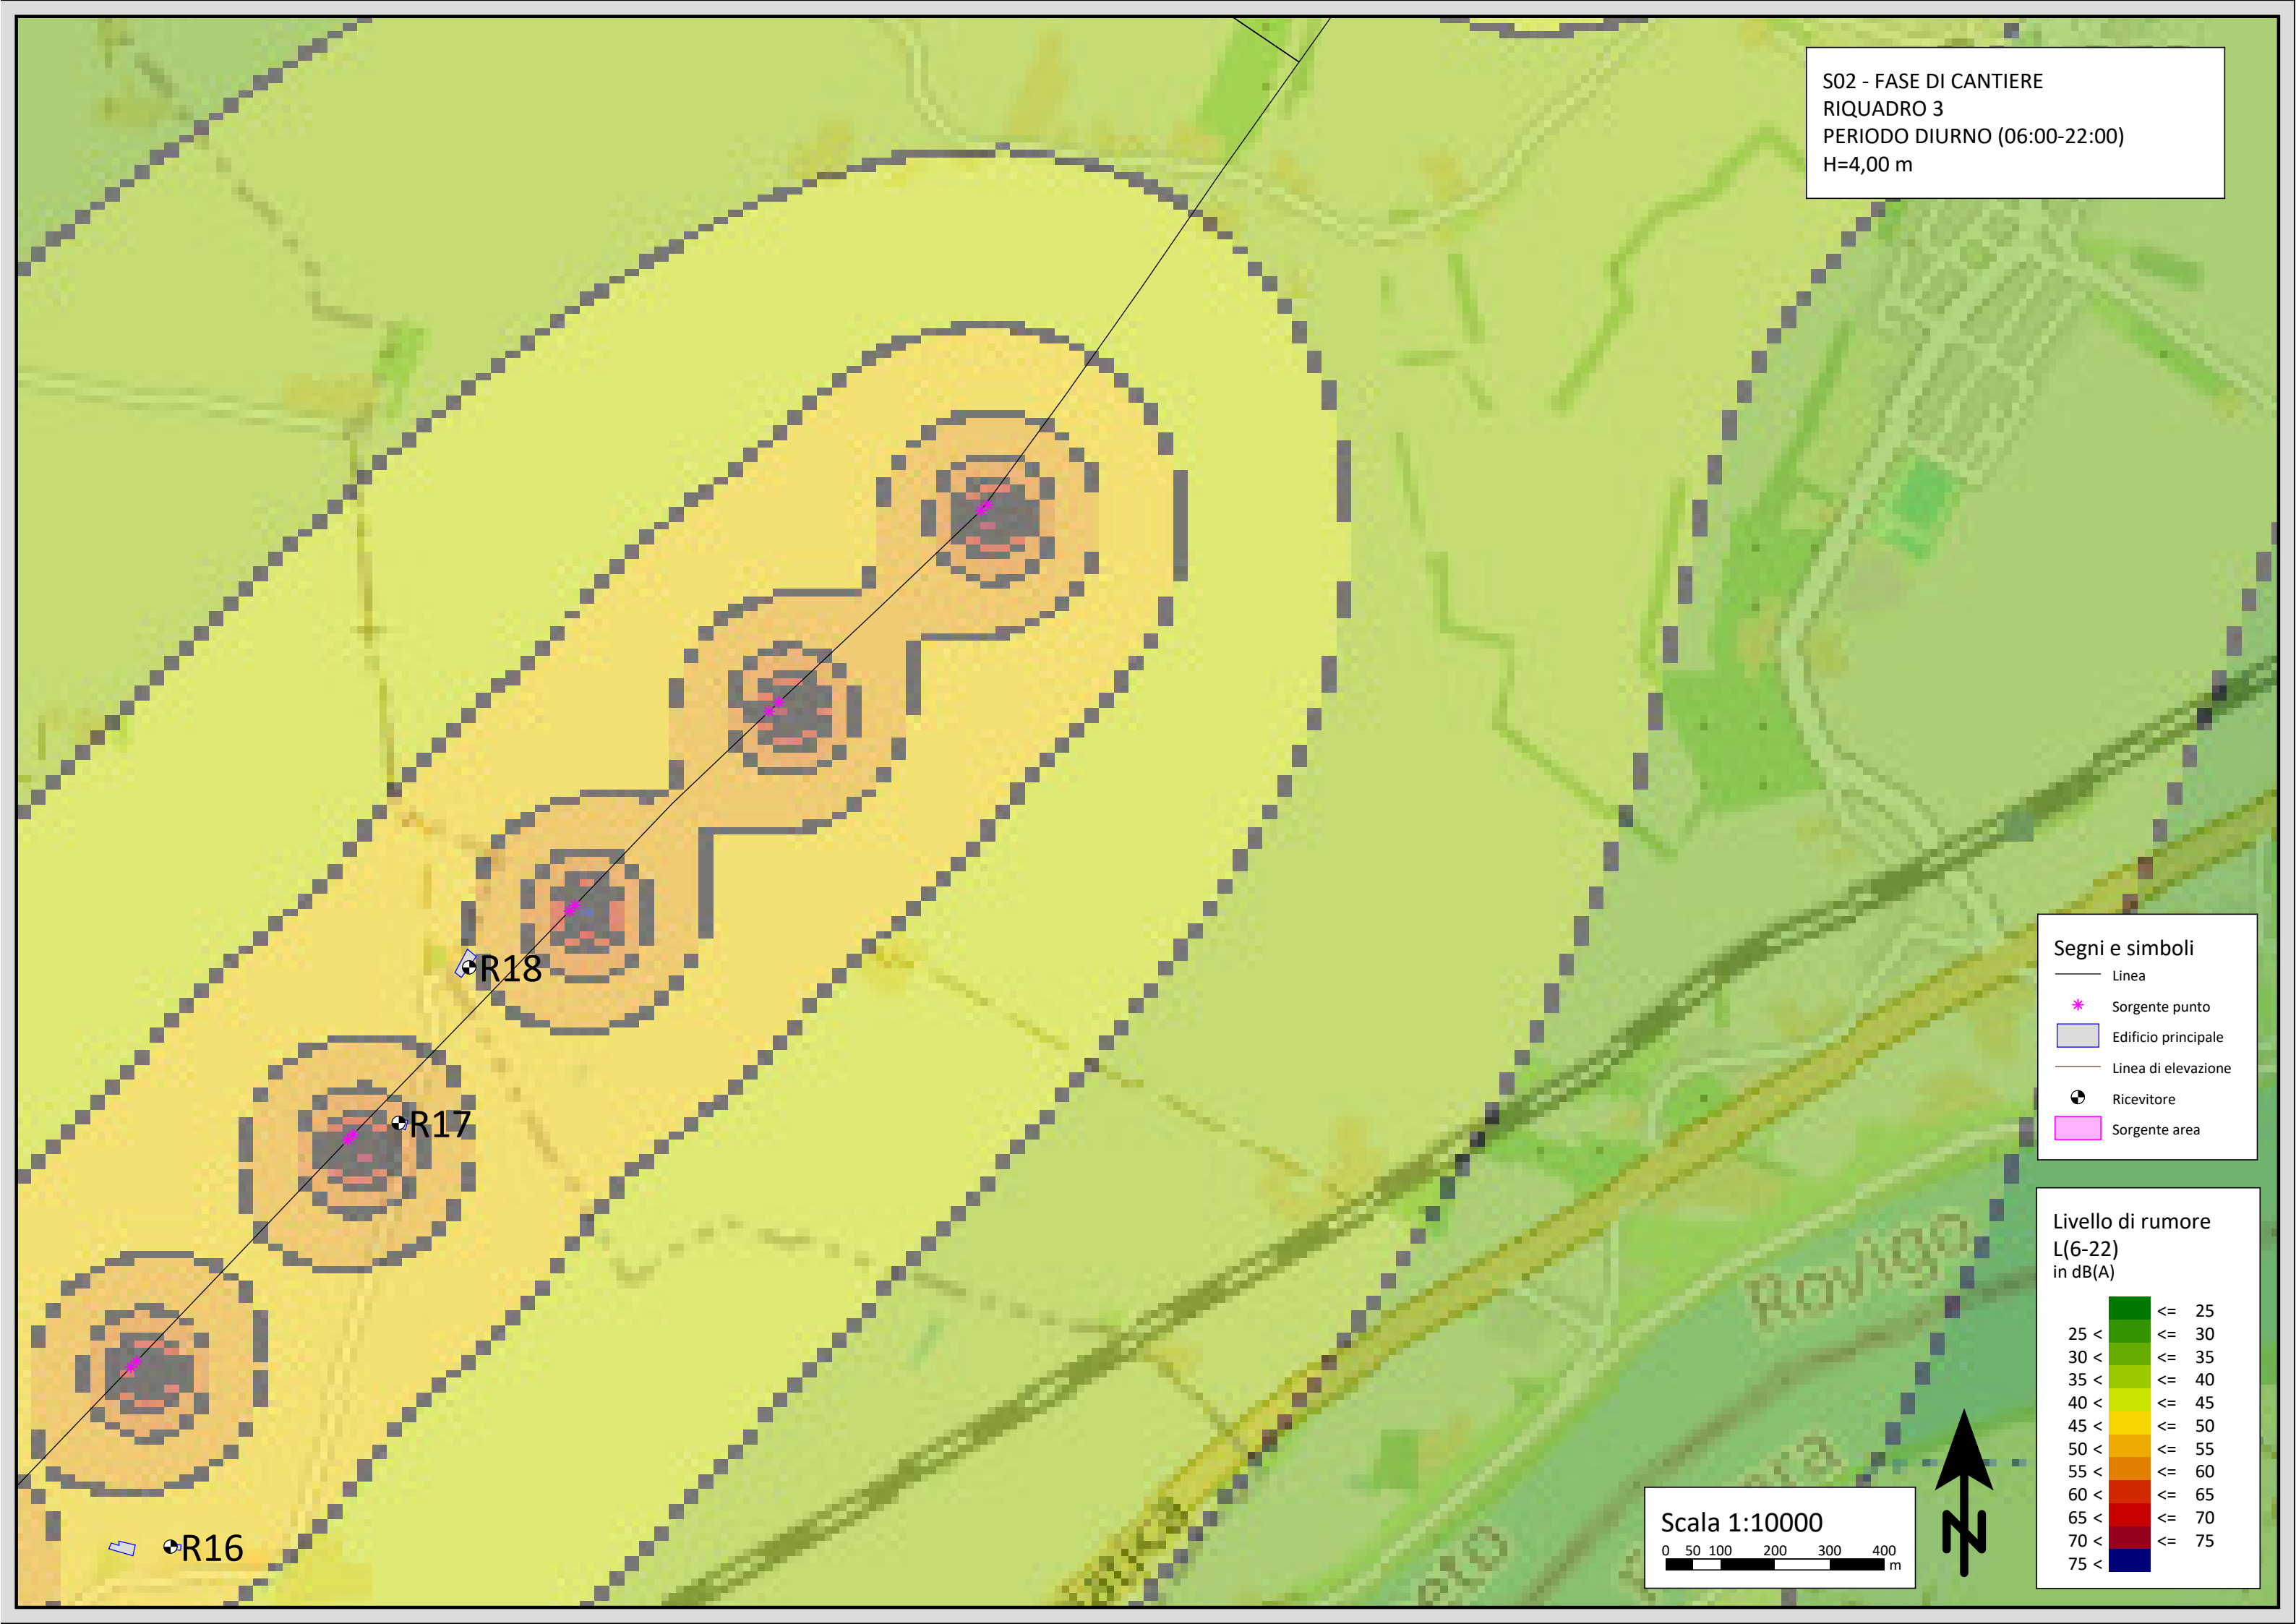 S02 - FASE DI CANTIERE
RIQUADRO 3
PERIODO DIURNO (06:00-22:00)
H=4,00 m
R18
R17
R16
Segni e simboli
Linea
Sorgente punto
Edificio principale
Linea di elevazione
Ricevitore
Sorgente area
Rovigo
Livello di rumore
L(6-22)
in dB(A)
<= 25
25 < <= 30
30 < <= 35
35 < <= 40
40 < <= 45
45 < <= 50
50 < <= 55
55 < <= 60
60 < <= 65
65 < <= 70
70 < <= 75
75 <
Scala 1:10000
0 50 100 200 300 400
m
N